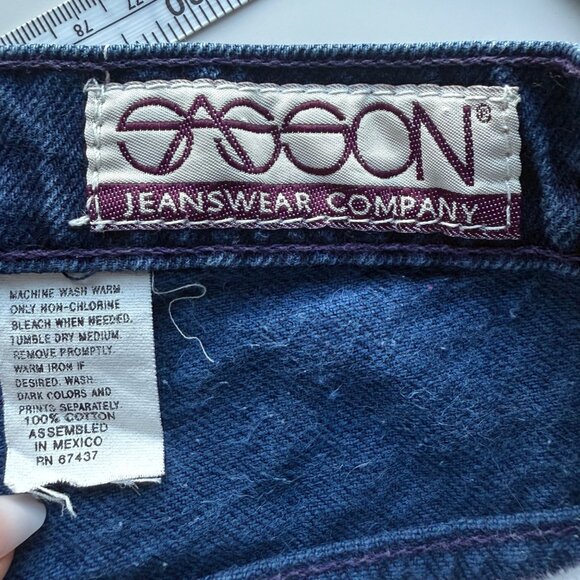 78
SASSON®
JEANSWEAR COMPANY
MACHINE WASH WARM.
ONLY NON-CHLORINE
BLEACH WHEN NEEDED.
TUMBLE DRY MEDIUM.
REMOVE PROMPTLY.
WARM IRON IF
DESIRED. WASH
DARK COLORS AND
PRINTS SEPARATELY
100% COTTON
ASSEMBLED
IN MEXICO
RN 67437